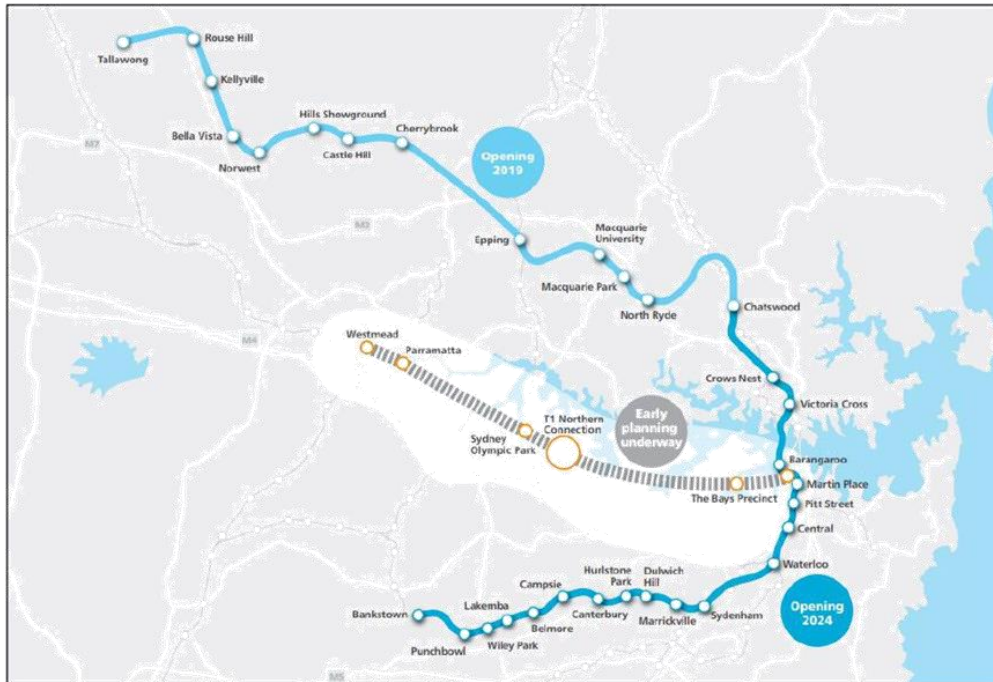 Tallawong
Rouse Hill
Kellyville
Bella Vista
Norwest
Hills Showground
Castle Hill
Cherrybrook
Opening
2019
M7
M2
Epping
Macquarie
University
Macquarie Park
North Ryde
Chatswood
M4
Westmead
Parramatta
Crows Nest
Victoria Cross
T1 Northern
Connection
Sydney
Olympic Park
Early
planning
underway
Barangaroo
Martin Place
The Bays Precinct
Pitt Street
Central
Waterloo
Bankstown
Punchbowl
Lakemba
Wiley Park
Belmore
Campsie
Canterbury
Hurlstone
Park
Dulwich
Hill
Marrickville
Sydenham
Opening
2024
M5